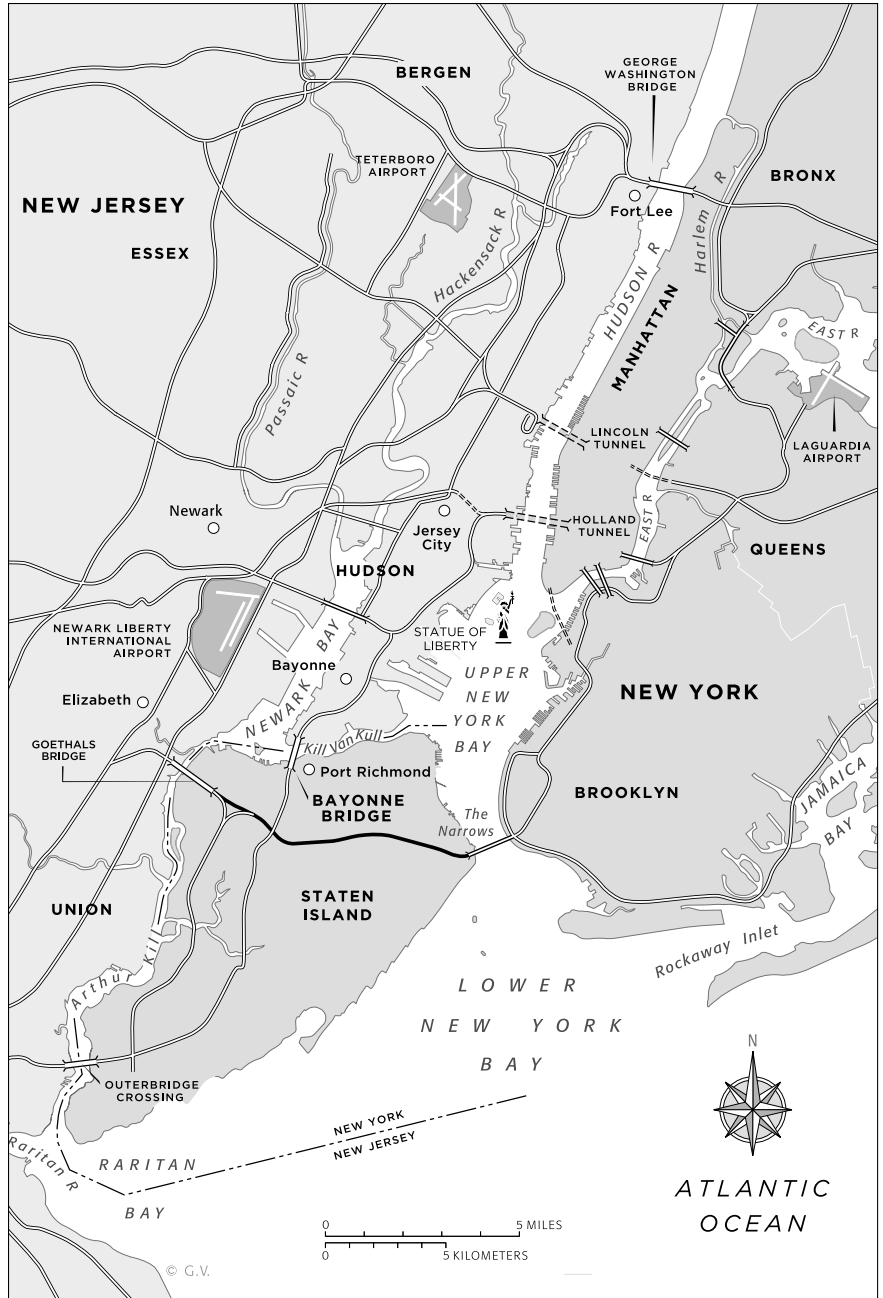 BERGEN
GEORGE
WASHINGTON
BRIDGE
TETERBORO
AIRPORT
BRONX
NEW JERSEY
Fort Lee
ESSEX
Hackensack R
HUDSON R
Harlem R
MANHATTAN
EAST R
Passaic R
LINCOLN
TUNNEL
LAGUARDIA
AIRPORT
Newark
Jersey
City
HOLLAND
TUNNEL
EAST R
QUEENS
HUDSON
NEWARK LIBERTY
INTERNATIONAL
AIRPORT
STATUE OF
LIBERTY
Bayonne
NEWARK BAY
UPPER
NEW
YORK
BAY
Elizabeth
NEW YORK
GOETHALS
BRIDGE
Kill Van Kull
Port Richmond
BAYONNE
BRIDGE
BROOKLYN
JAMAICA
BAY
The
Narrows
UNION
STATEN
ISLAND
Arthur Kill
Rockaway Inlet
LOWER
NEW YORK
BAY
N
OUTERBRIDGE
CROSSING
NEW YORK
NEW JERSEY
Raritan R
RARITAN
BAY
ATLANTIC
OCEAN
0 5 MILES
0 5 KILOMETERS
© G.V.